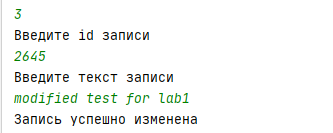 3
Введите id записи
2645
Введите текст записи
modified test for lab1
Запись успешно изменена